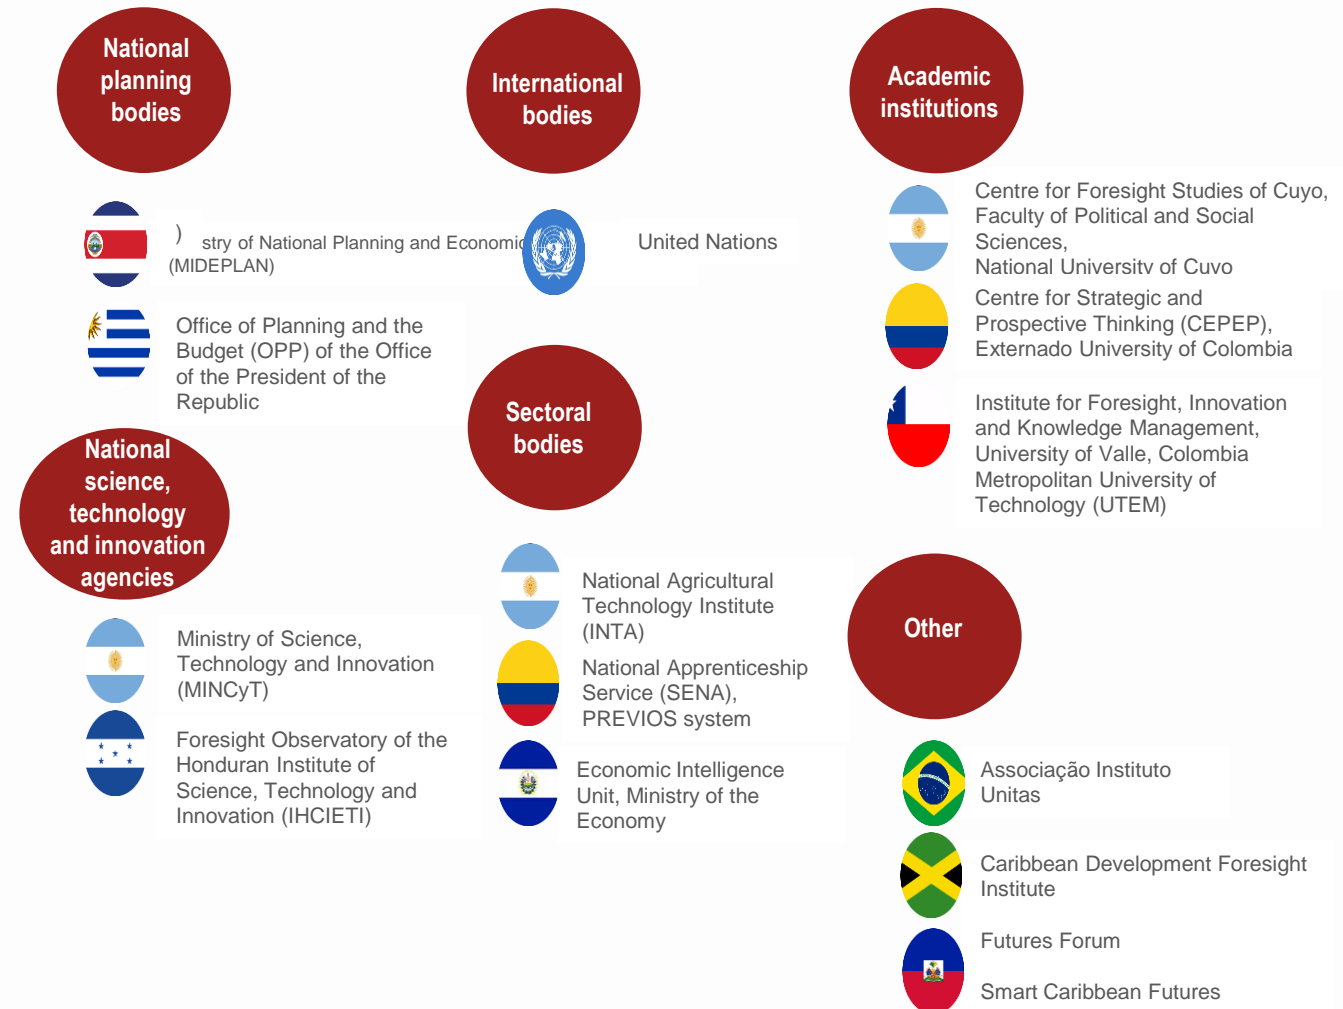 National
planning
bodies
)
stry of National Planning and Economic
(MIDEPLAN)
Office of Planning and the
Budget (OPP) of the Office
of the President of the
Republic
National
science,
technology
and innovation
agencies
Ministry of Science,
Technology and Innovation
(MINCyT)
Foresight Observatory of the
Honduran Institute of
Science, Technology and
Innovation (IHCIETI)
International
bodies
United Nations
Sectoral
bodies
National Agricultural
Technology Institute
(INTA)
National Apprenticeship
Service (SENA),
PREVIOS system
Economic Intelligence
Unit, Ministry of the
Economy
Academic
institutions
Centre for Foresight Studies of Cuyo,
Faculty of Political and Social
Sciences,
National University of Cuyo
Centre for Strategic and
Prospective Thinking (CEPEP),
Externado University of Colombia
Institute for Foresight, Innovation
and Knowledge Management,
University of Valle, Colombia
Metropolitan University of
Technology (UTEM)
Other
Associação Instituto
Unitas
Caribbean Development Foresight
Institute
Futures Forum
Smart Caribbean Futures